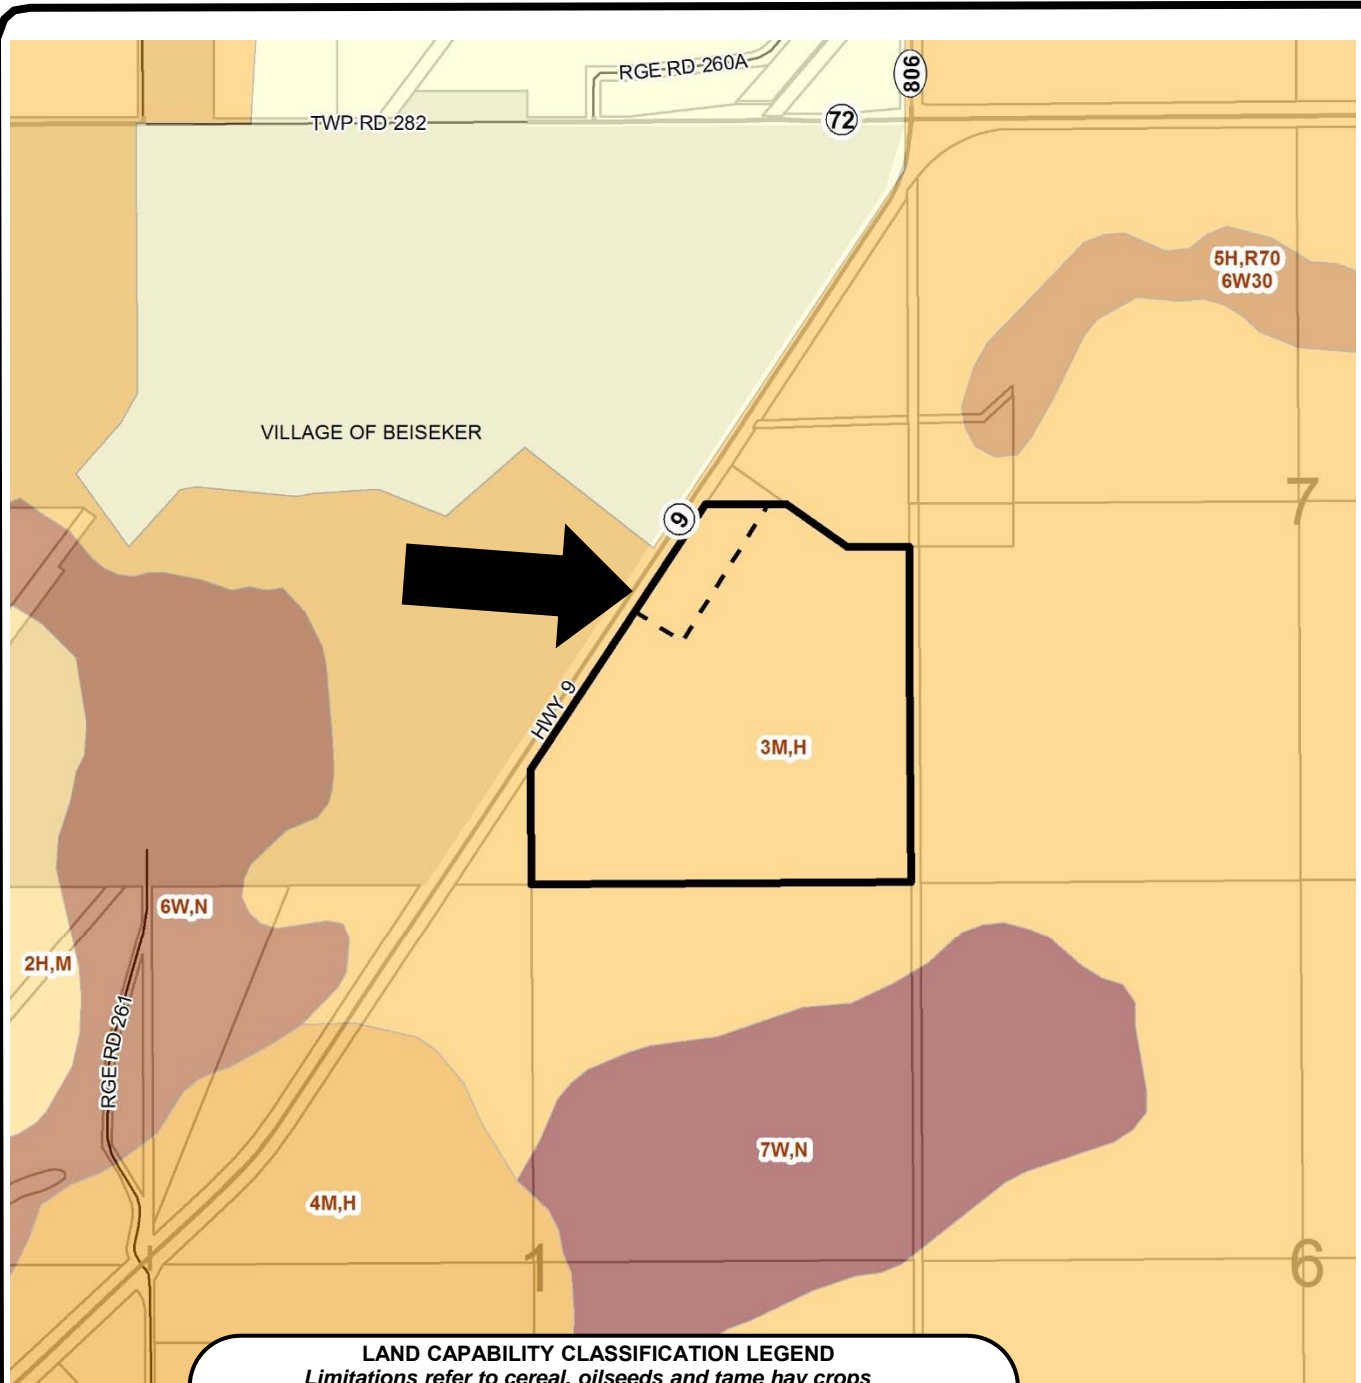 RGE RD 260A
806
TWP RD 282
72
5H,R70
6W30
VILLAGE OF BEISEKER
7
9
HWY 9
3M,H
6W,N
2H,M
RGE RD 261
7W,N
4M,H
1
6
LAND CAPABILITY CLASSIFICATION LEGEND
Limitations refer to cereal, oilseeds and tame hay crops